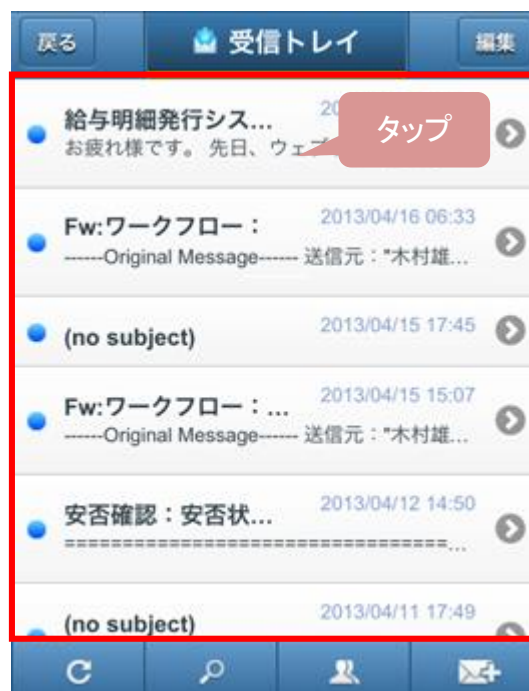 戻る
受信トレイ
編集
給与明細発行シス... 20
タップ
お疲れ様です。 先日、ウェブ
Fw:ワークフロー： 2013/04/16 06:33
------Original Message------ 送信元："木村雄...
(no subject) 2013/04/15 17:45
Fw:ワークフロー：... 2013/04/15 15:07
------Original Message------ 送信元："木村雄...
安否確認：安否状... 2013/04/12 14:50
=================================...
(no subject) 2013/04/11 17:49